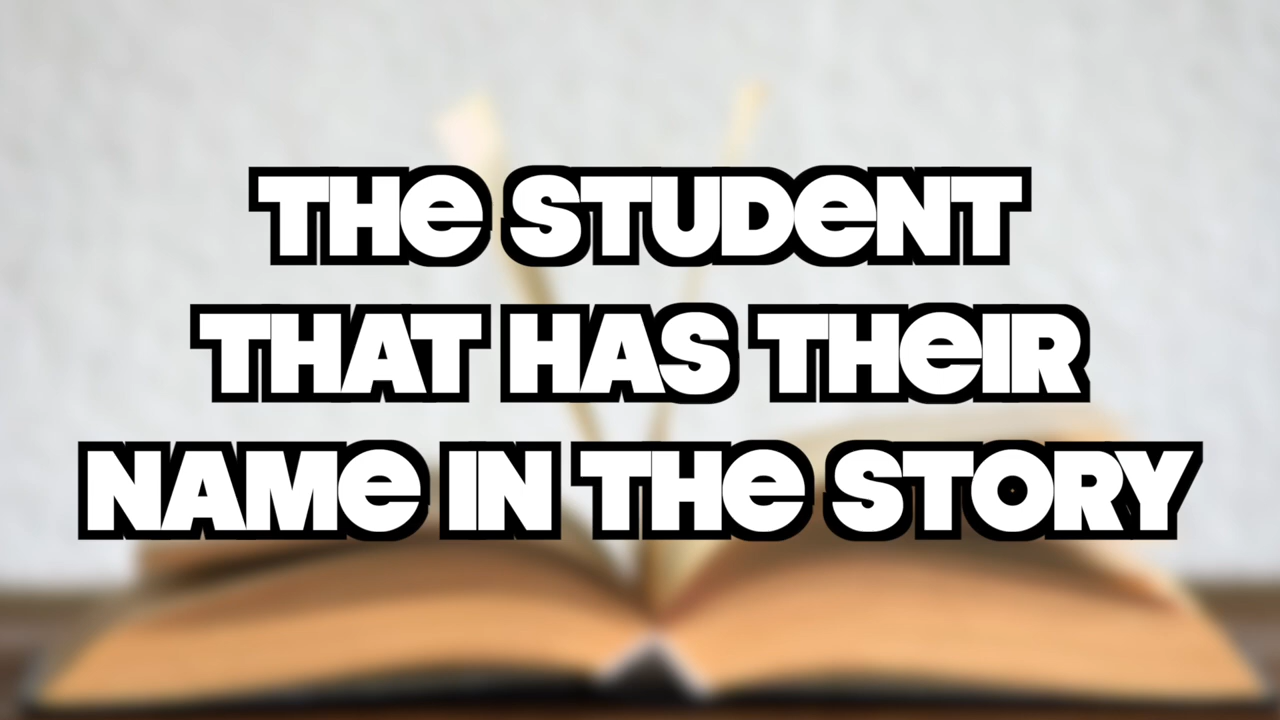 THE STUDENT
THAT HAS THEIR
NAME IN THE STORY